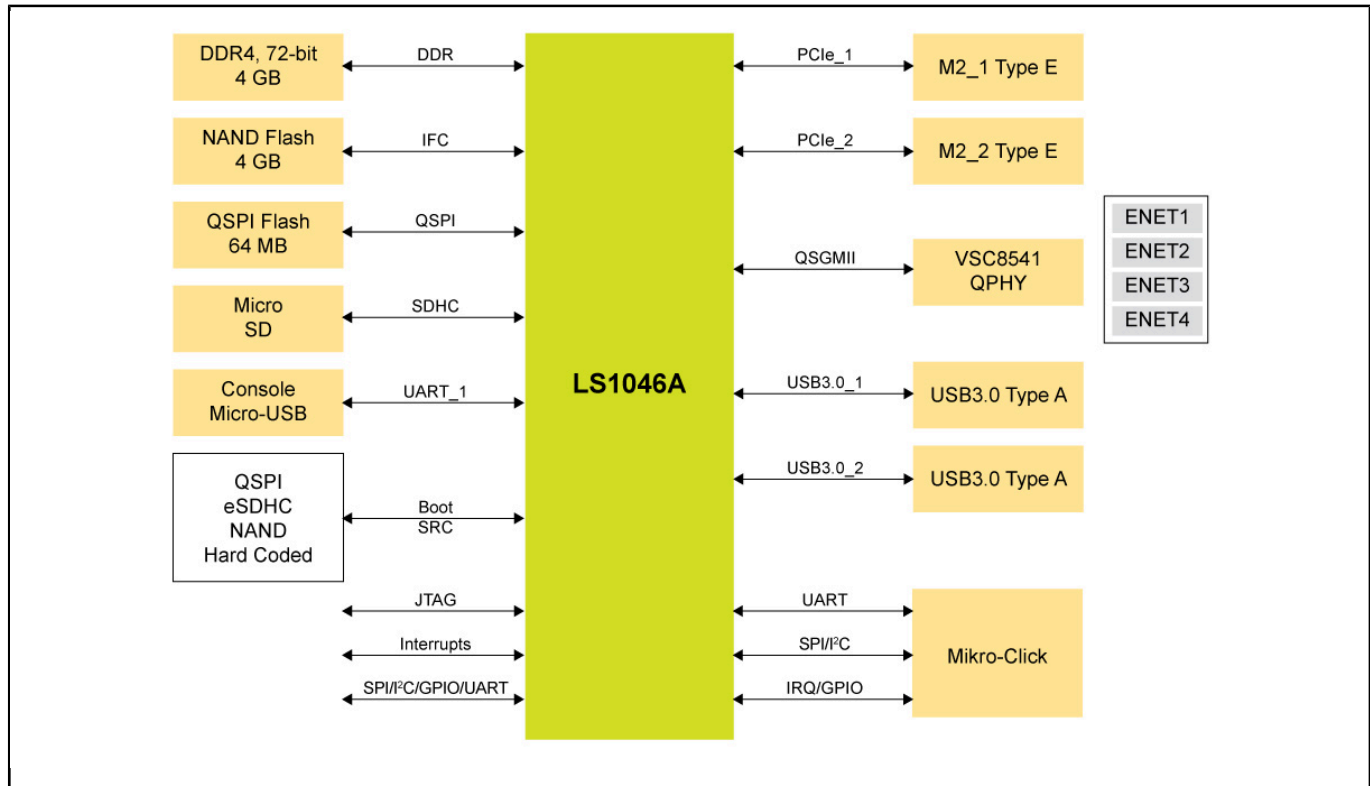 DDR4, 72-bit
4 GB
DDR
NAND Flash
4 GB
IFC
QSPI Flash
64 MB
QSPI
Micro
SD
SDHC
Console
Micro-USB
UART_1
QSPI
eSDHC
NAND
Hard Coded
Boot
SRC
JTAG
Interrupts
SPI/I²C/GPIO/UART
LS1046A
PCIe_1
M2_1 Type E
PCIe_2
M2_2 Type E
QSGMII
VSC8541
QPHY
ENET1
ENET2
ENET3
ENET4
USB3.0_1
USB3.0 Type A
USB3.0_2
USB3.0 Type A
UART
SPI/I²C
IRQ/GPIO
Mikro-Click